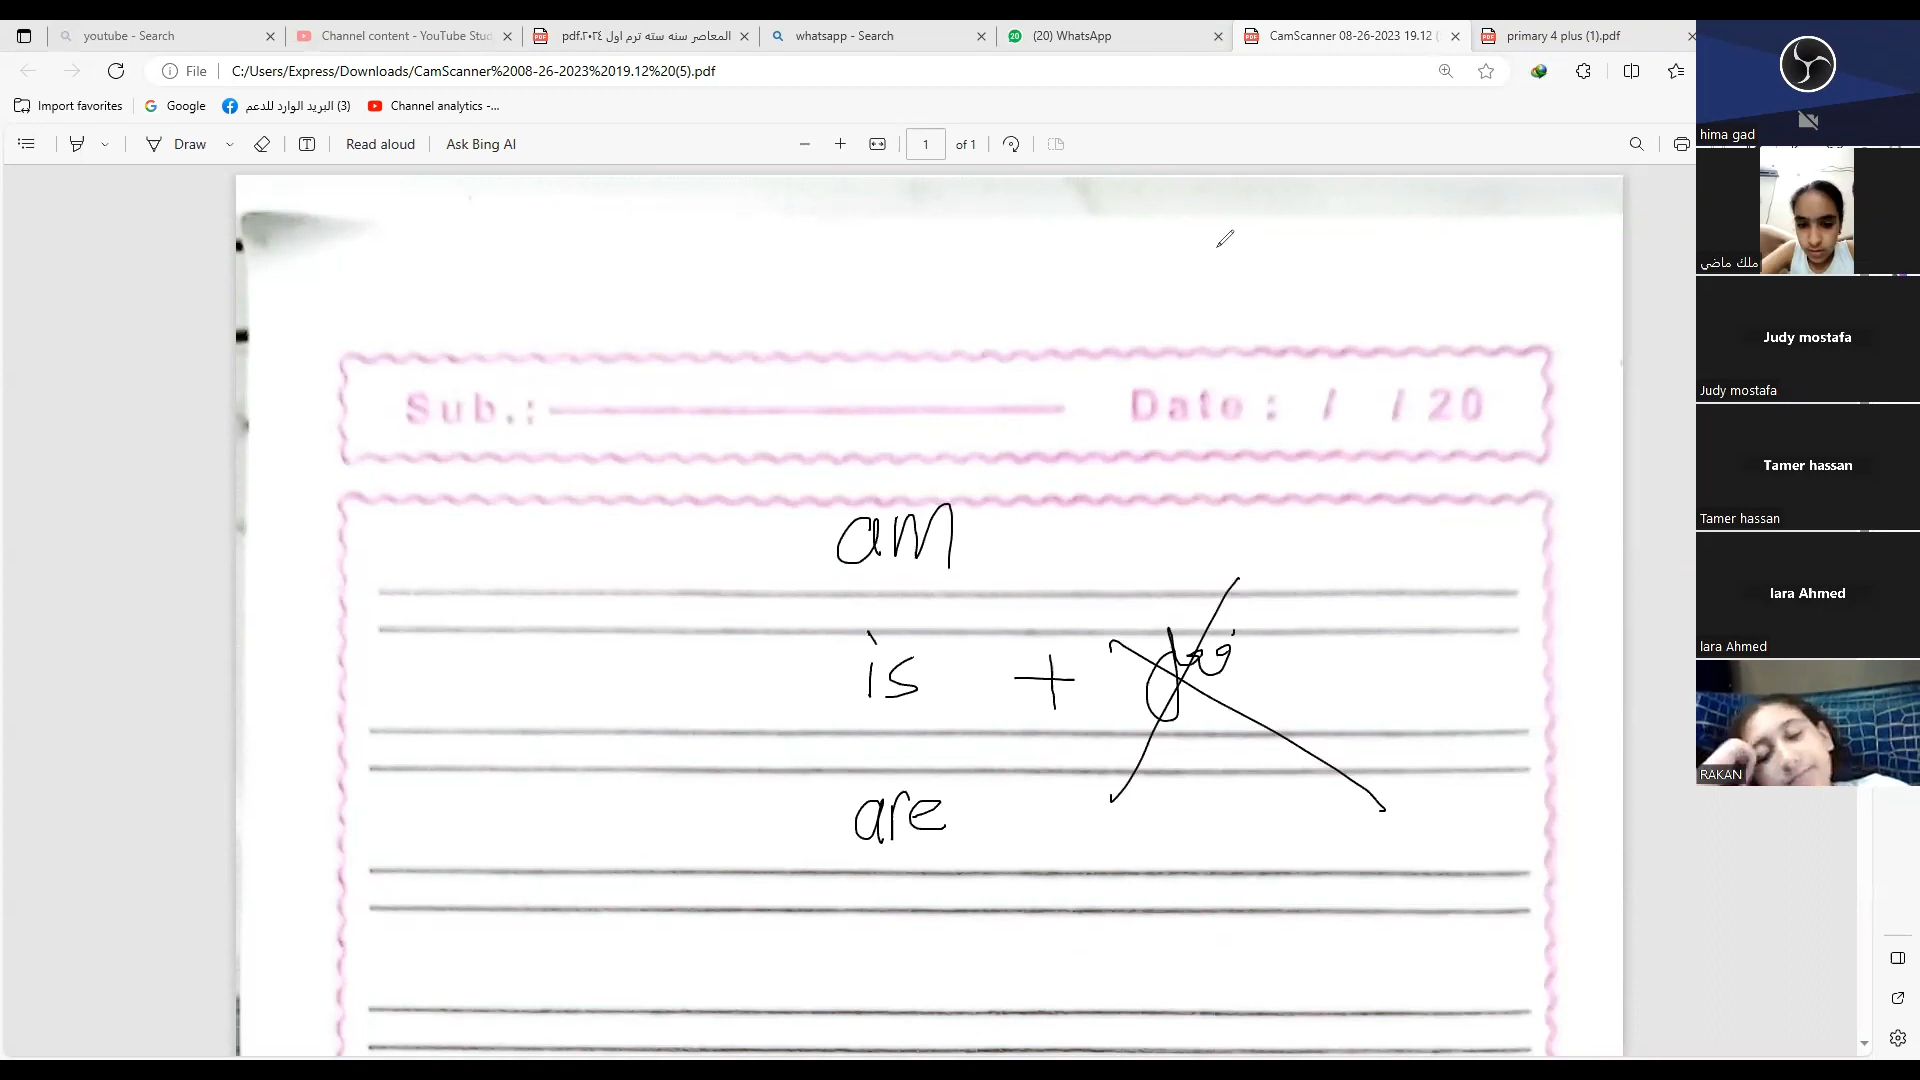 youtube - Search
Channel content - YouTube Stud
المعاصر سنه سته ترم اول ٢٠٢٤.pdf
whatsapp - Search
(20) WhatsApp
CamScanner 08-26-2023 19.12 (
primary 4 plus (1).pdf
File
C:/Users/Express/Downloads/CamScanner%2008-26-2023%2019.12%20(5).pdf
Import favorites
Google
(3) البريد الوارد للدعم
Channel analytics -...
Draw
Read aloud
Ask Bing AI
1 of 1
Sub.:
Date : / / 20
am
is +
are
hima gad
ملك ماضي
Judy mostafa
Judy mostafa
Tamer hassan
Tamer hassan
lara Ahmed
lara Ahmed
RAKAN